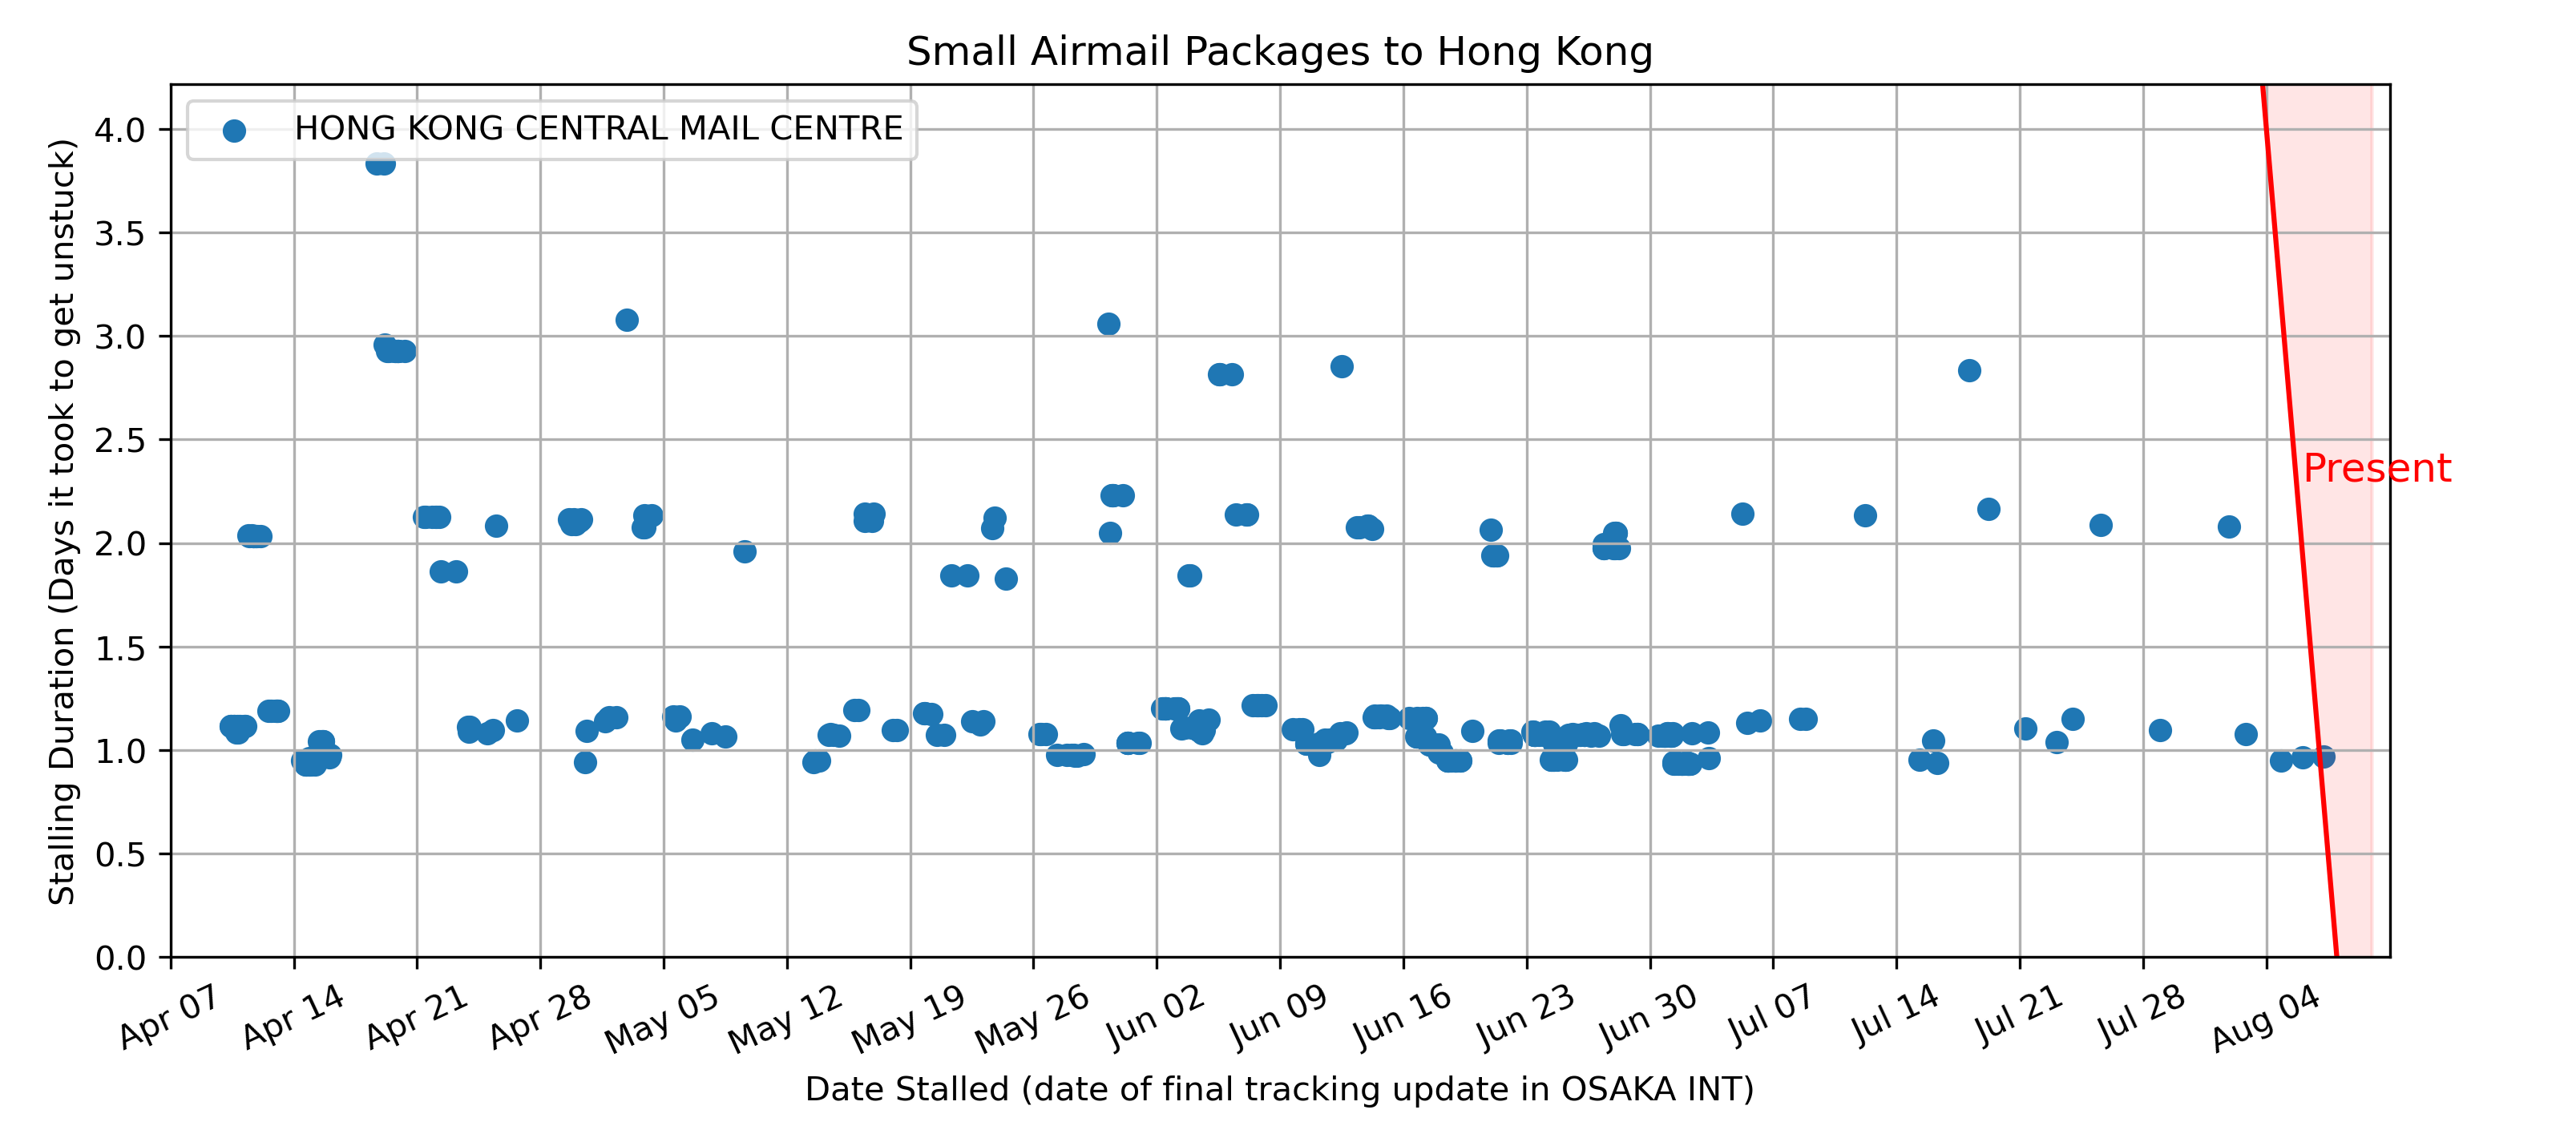 Small Airmail Packages to Hong Kong
HONG KONG CENTRAL MAIL CENTRE
Stalling Duration (Days it took to get unstuck)
4.0
3.5
3.0
2.5
2.0
1.5
1.0
0.5
0.0
Present
Apr 07
Apr 14
Apr 21
Apr 28
May 05
May 12
May 19
May 26
Jun 02
Jun 09
Jun 16
Jun 23
Jun 30
Jul 07
Jul 14
Jul 21
Jul 28
Aug 04
Date Stalled (date of final tracking update in OSAKA INT)